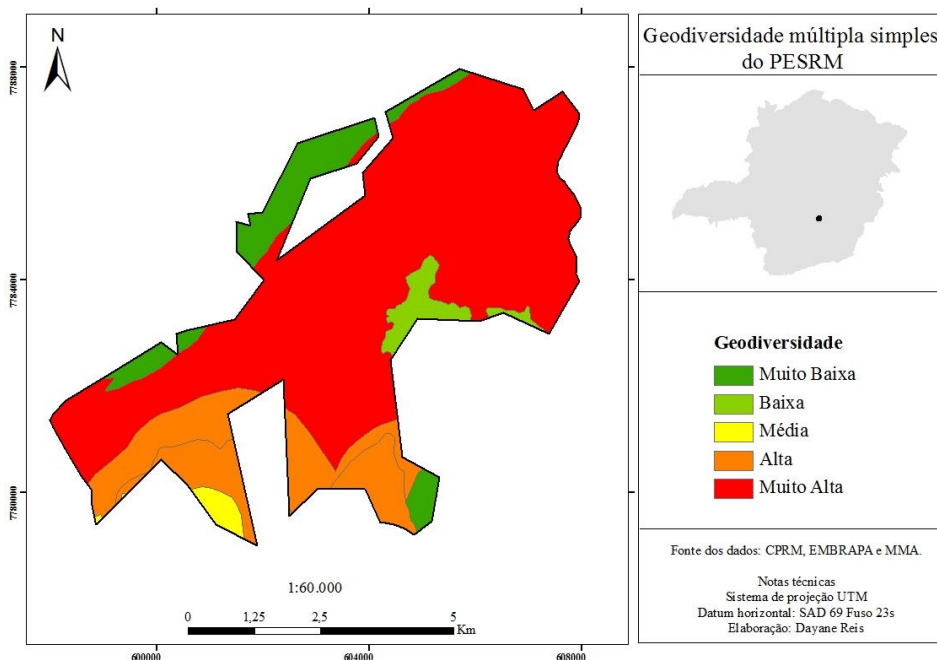 Geodiversidade múltipla simples
do PESRM
N
7788000
7784000
7780000
600000
604000
608000
1:60.000
0 1,25 2,5 5
Km
Geodiversidade
Muito Baixa
Baixa
Média
Alta
Muito Alta
Fonte dos dados: CPRM, EMBRAPA e MMA.
Notas técnicas
Sistema de projeção UTM
Datum horizontal: SAD 69 Fuso 23s
Elaboração: Dayane Reis